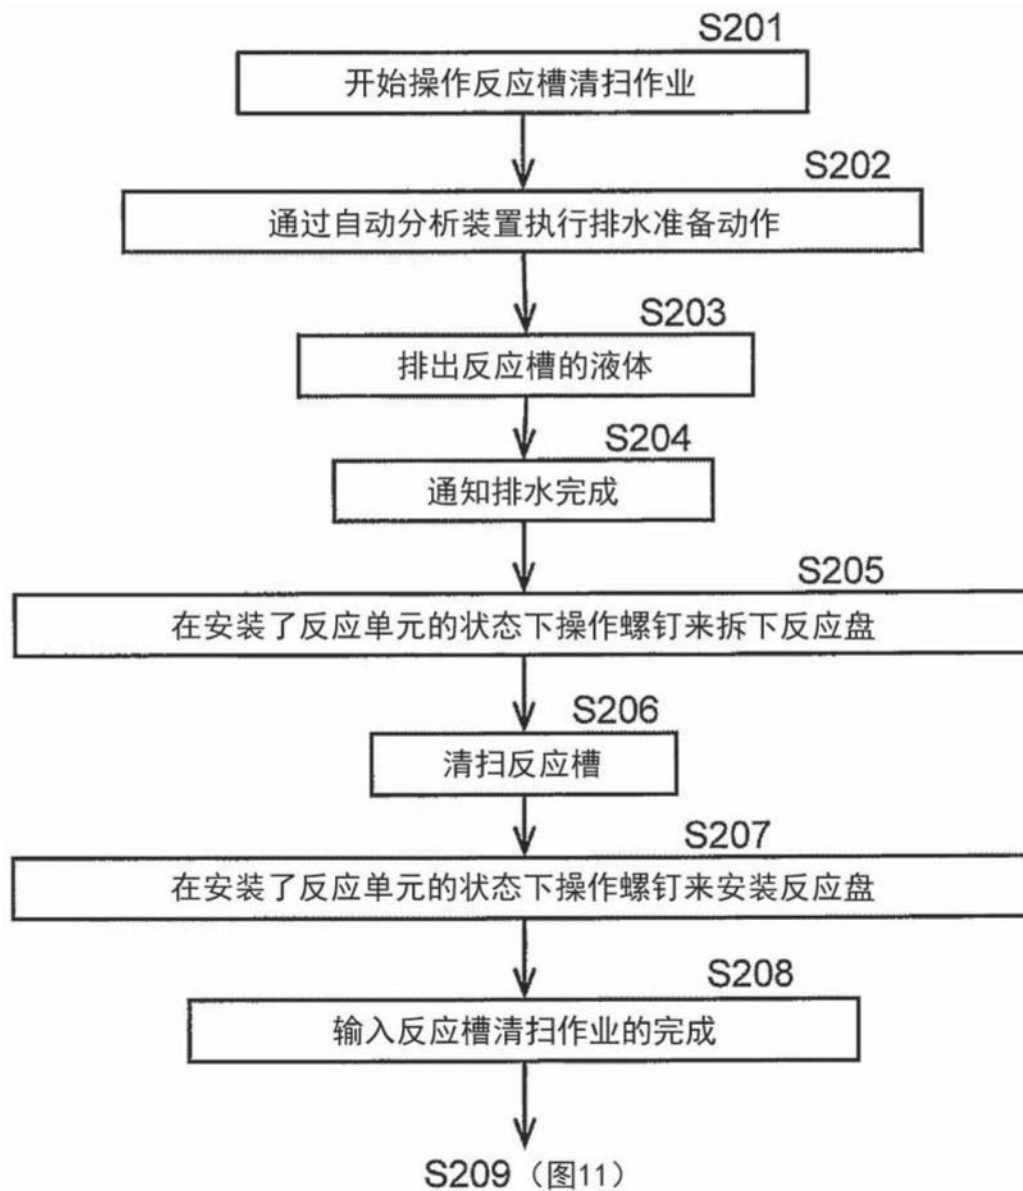 S201
开始操作反应槽清扫作业
S202
通过自动分析装置执行排水准备动作
S203
排出反应槽的液体
S204
通知排水完成
S205
在安装了反应单元的状态下操作螺钉来拆下反应盘
S206
清扫反应槽
S207
在安装了反应单元的状态下操作螺钉来安装反应盘
S208
输入反应槽清扫作业的完成
S209（图11）